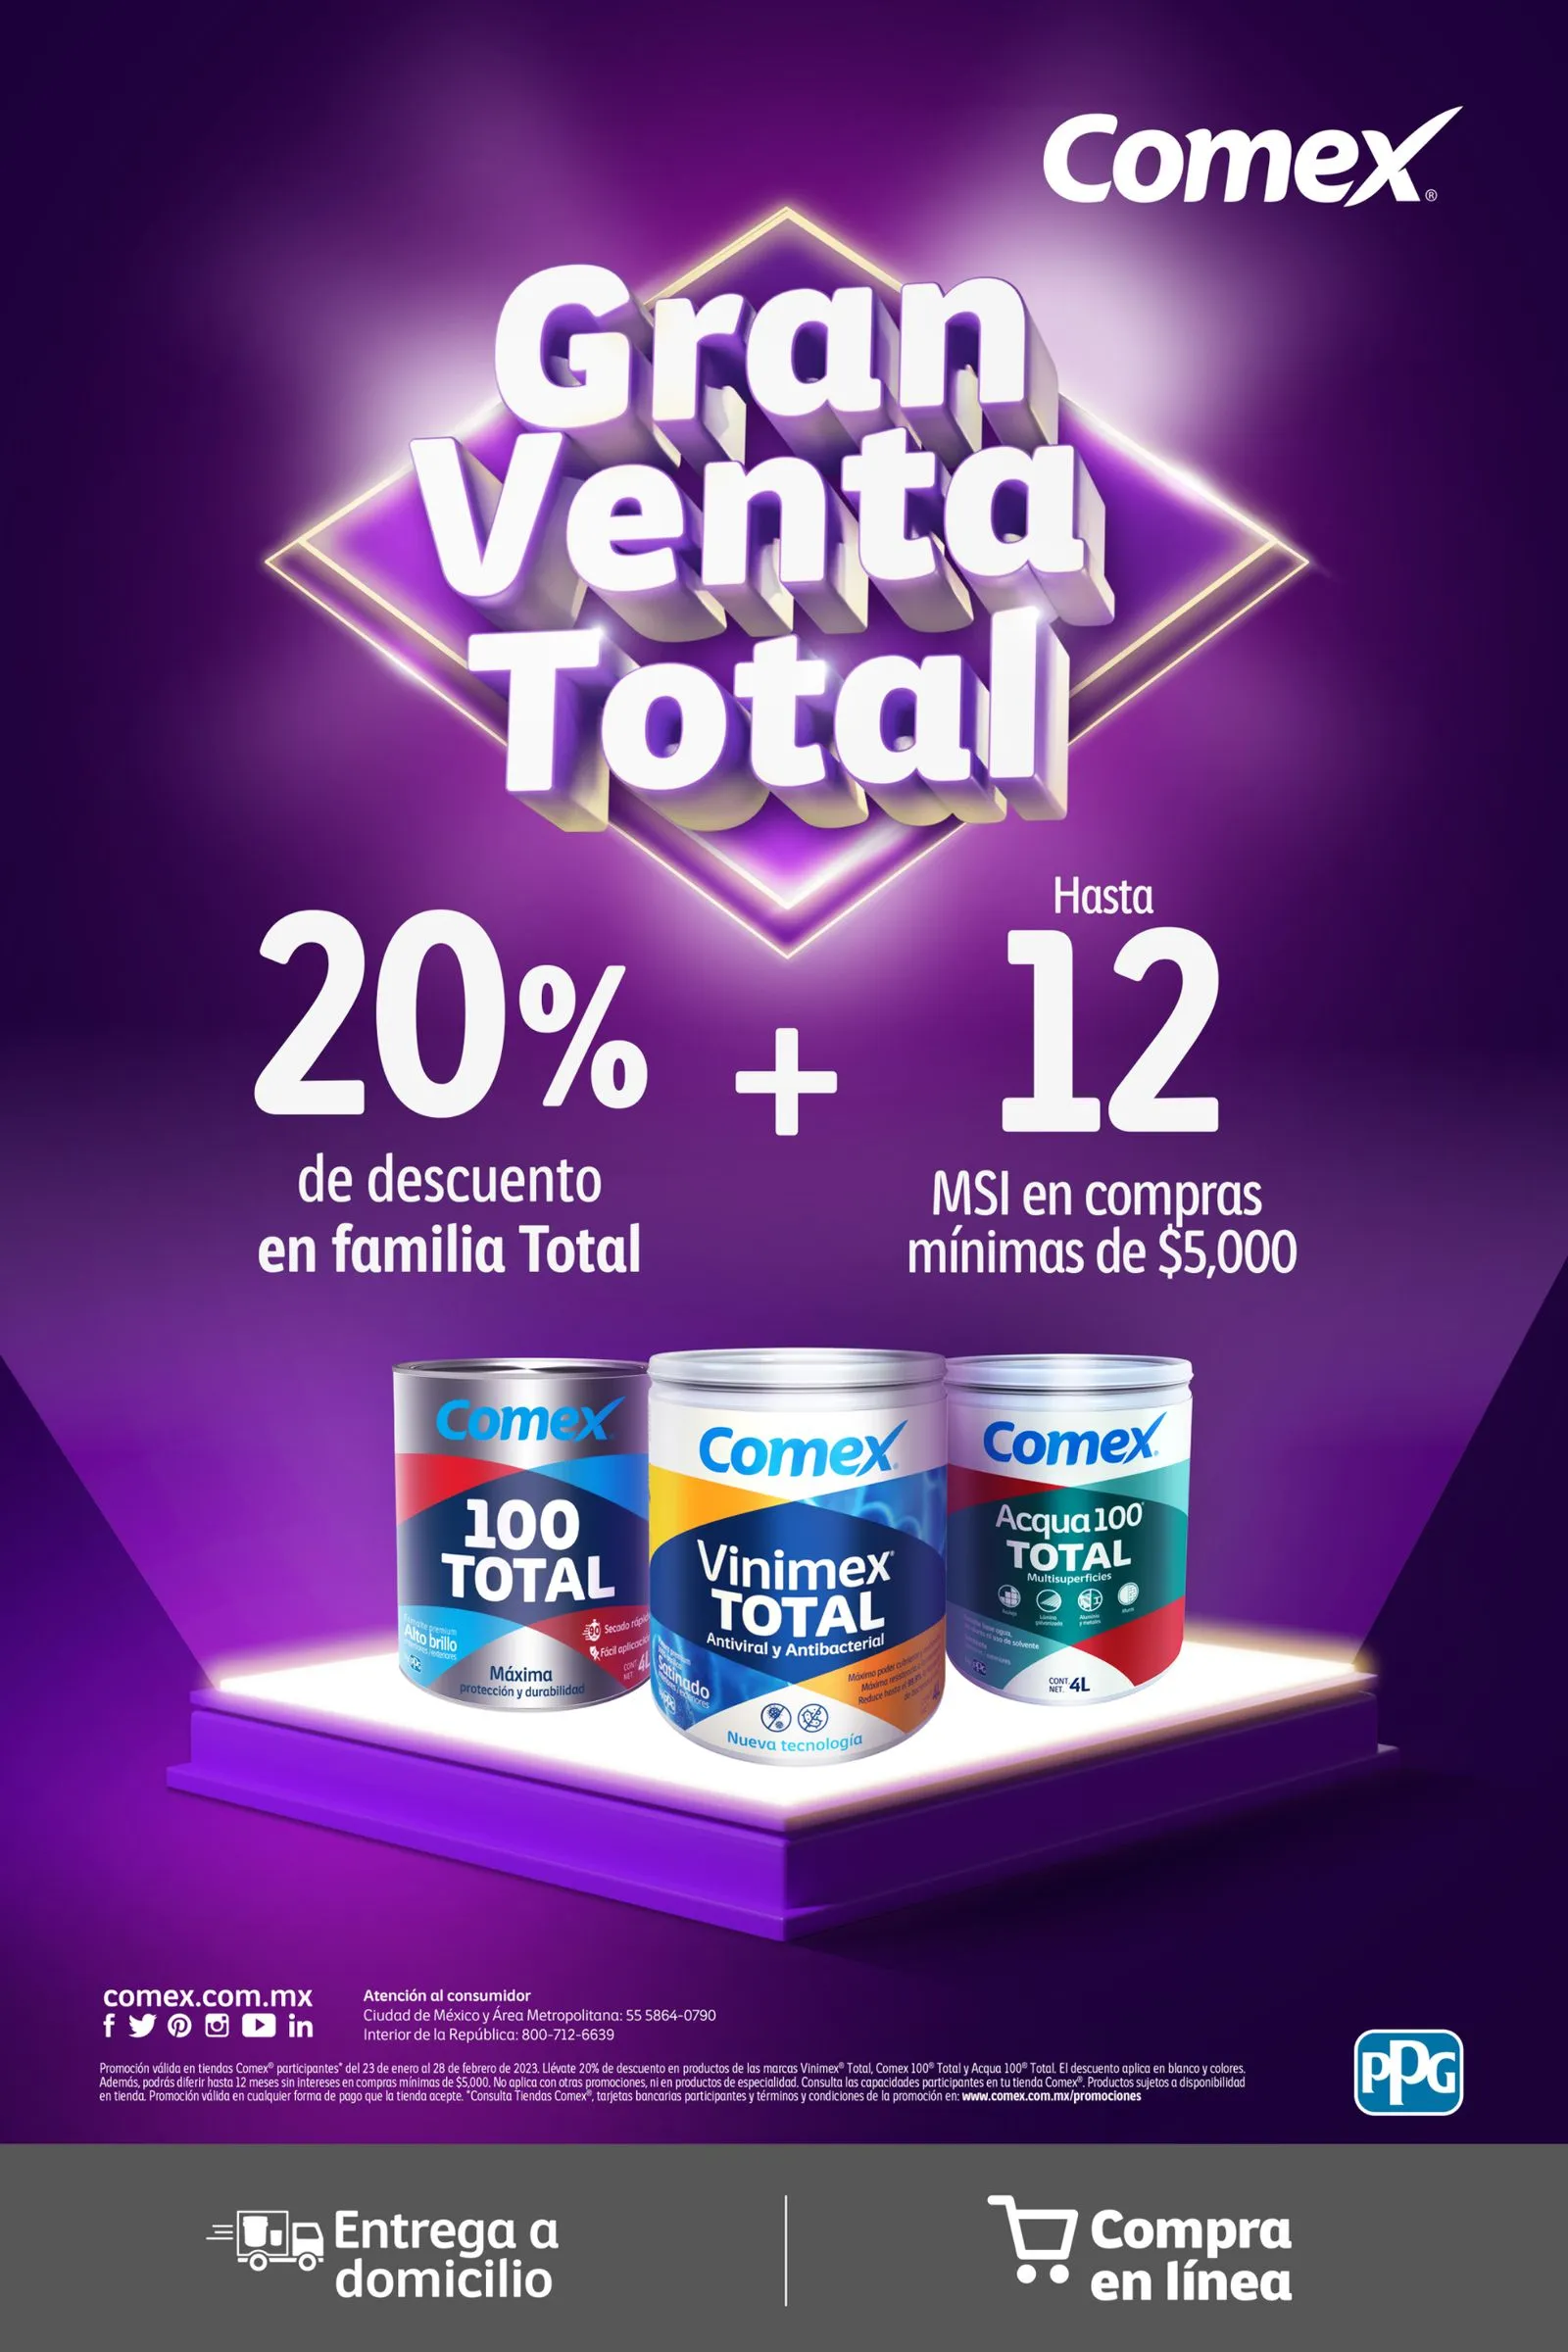 Comex®
Gran
Venta
Total
20%
de descuento
en familia Total
+
Hasta
12
MSI en compras
mínimas de $5,000
Comex
100
TOTAL
Alto brillo
Secado rápido
Fácil aplicación
CONT. NET. 4L
Máxima
protección y durabilidad
Comex
Vinimex®
TOTAL
Antiviral y Antibacterial
Satinado
Nueva tecnología
Comex
Acqua 100®
TOTAL
Multisuperficies
CONT. NET. 4L
comex.com.mx
Atención al consumidor
Ciudad de México y Área Metropolitana: 55 5864-0790
Interior de la República: 800-712-6639
Promoción válida en tiendas Comex® participantes* del 23 de enero al 28 de febrero de 2023. Llévate 20% de descuento en productos de las marcas Vinimex® Total, Comex 100® Total y Acqua 100® Total. El descuento aplica en blanco y colores.
Además, podrás diferir hasta 12 meses sin intereses en compras mínimas de $5,000. No aplica con otras promociones, ni en productos de especialidad. Consulta las capacidades participantes en tu tienda Comex®. Productos sujetos a disponibilidad
en tienda. Promoción válida en cualquier forma de pago que la tienda acepte. *Consulta Tiendas Comex®, tarjetas bancarias participantes y términos y condiciones de la promoción en: www.comex.com.mx/promociones
PPG
Entrega a
domicilio
Compra
en línea